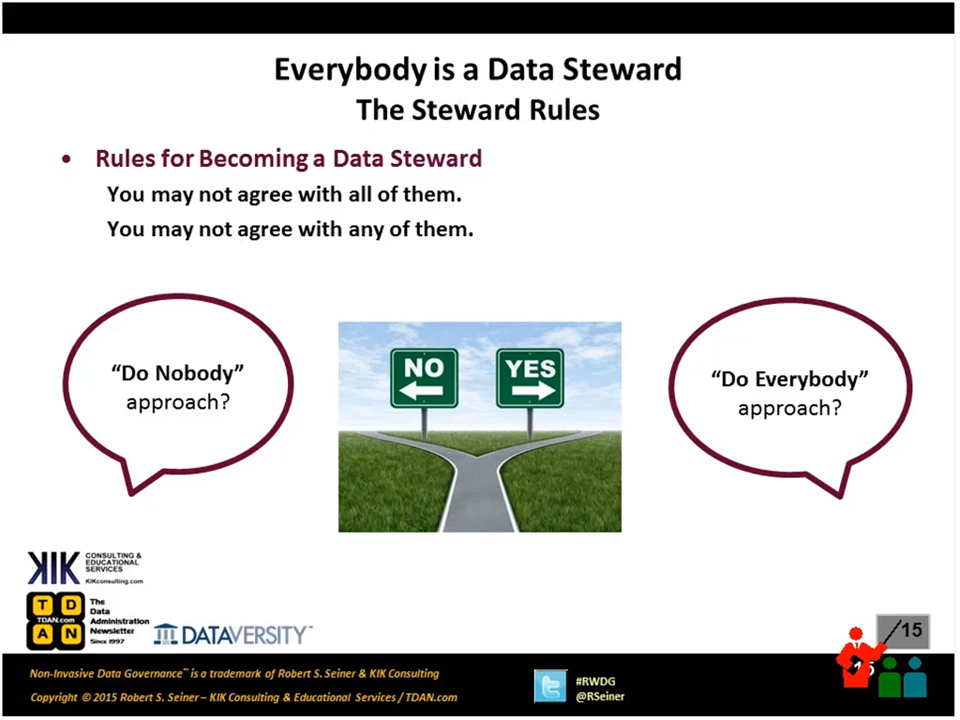 Everybody is a Data Steward
The Steward Rules
• Rules for Becoming a Data Steward
You may not agree with all of them.
You may not agree with any of them.
“Do Nobody”
approach?
NO
YES
“Do Everybody”
approach?
KIK
CONSULTING &
EDUCATIONAL
SERVICES
KIKconsulting.com
T D
TDAN.com
A N
The
Data
Administration
Newsletter
Since 1997
DATAVERSITY™
/15
15
Non-Invasive Data Governance™ is a trademark of Robert S. Seiner & KIK Consulting
Copyright © 2015 Robert S. Seiner – KIK Consulting & Educational Services / TDAN.com
#RWDG
@RSeiner